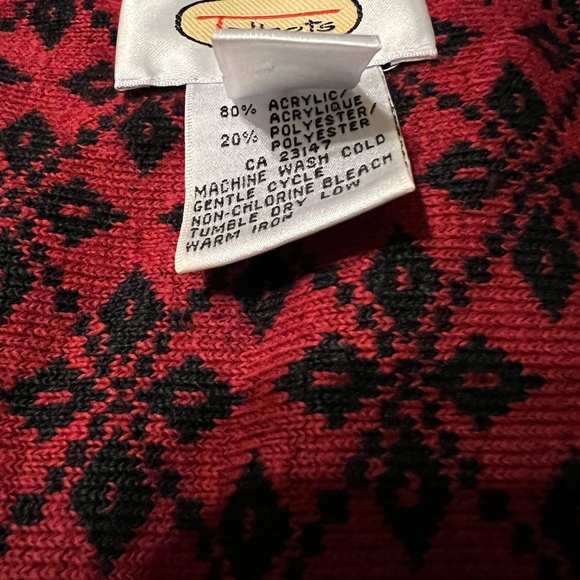 80% ACRYLIC/
ACRYLIQUE
20% POLYESTER/
POLYESTER
CA 23147
MACHINE WASH COLD
GENTLE CYCLE
NON-CHLORINE BLEACH
TUMBLE DRY LOW
WARM IRON